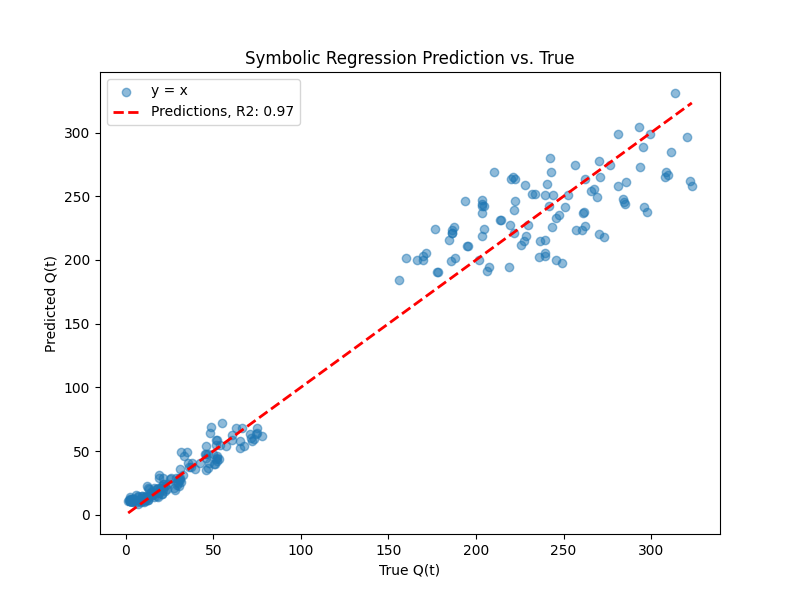 Symbolic Regression Prediction vs. True
y = x
Predictions, R2: 0.97
300
250
200
150
100
50
0
Predicted Q(t)
0 50 100 150 200 250 300
True Q(t)